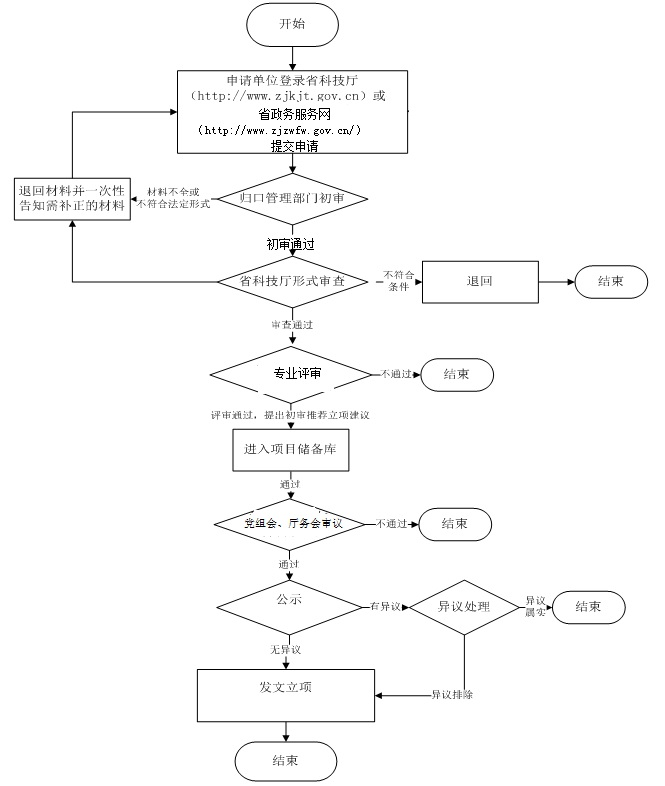 开始
申请单位登录省科技厅
（http://www.zjkjt.gov.cn）或
省政务服务网
（http://www.zjzwfw.gov.cn/）
提交申请
退回材料并一次性
告知需补正的材料
材料不全或
不符合法定形式
归口管理部门初审
初审通过
省科技厅形式审查
不符合
条件
退回
结束
审查通过
专业评审
不通过
结束
评审通过，提出初审推荐立项建议
进入项目储备库
通过
党组会、厅务会审议
不通过
结束
通过
公示
有异议
异议处理
异议
属实
结束
无异议
发文立项
异议排除
结束